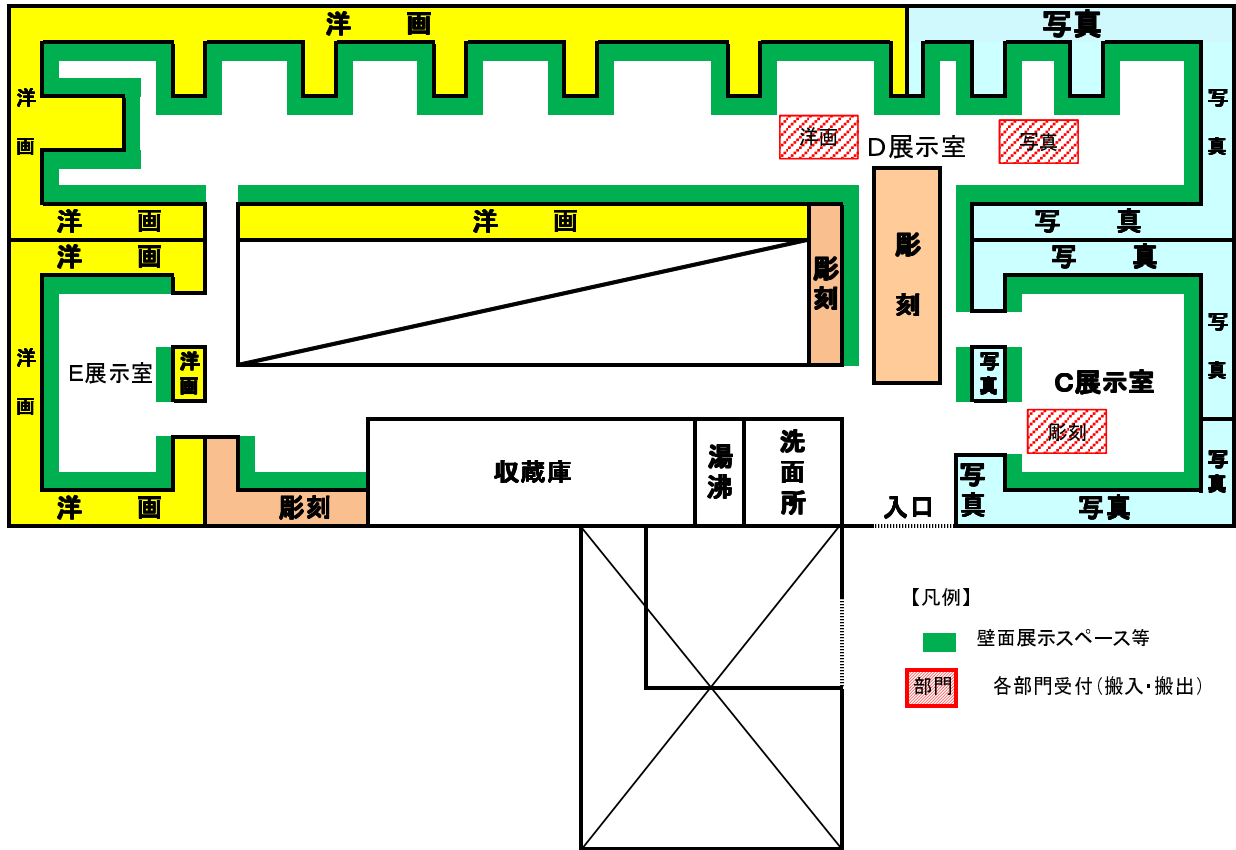 洋　画
写真
洋画
写真
洋画
D展示室
写真
洋　画
洋　画
彫刻
写　真
洋　画
彫刻
写　真
洋画
E展示室
洋画
写真
C展示室
写真
彫刻
収蔵庫
湯沸
洗面所
写真
写真
洋　画
彫刻
入口
写真
【凡例】
壁面展示スペース等
部門
各部門受付（搬入・搬出）